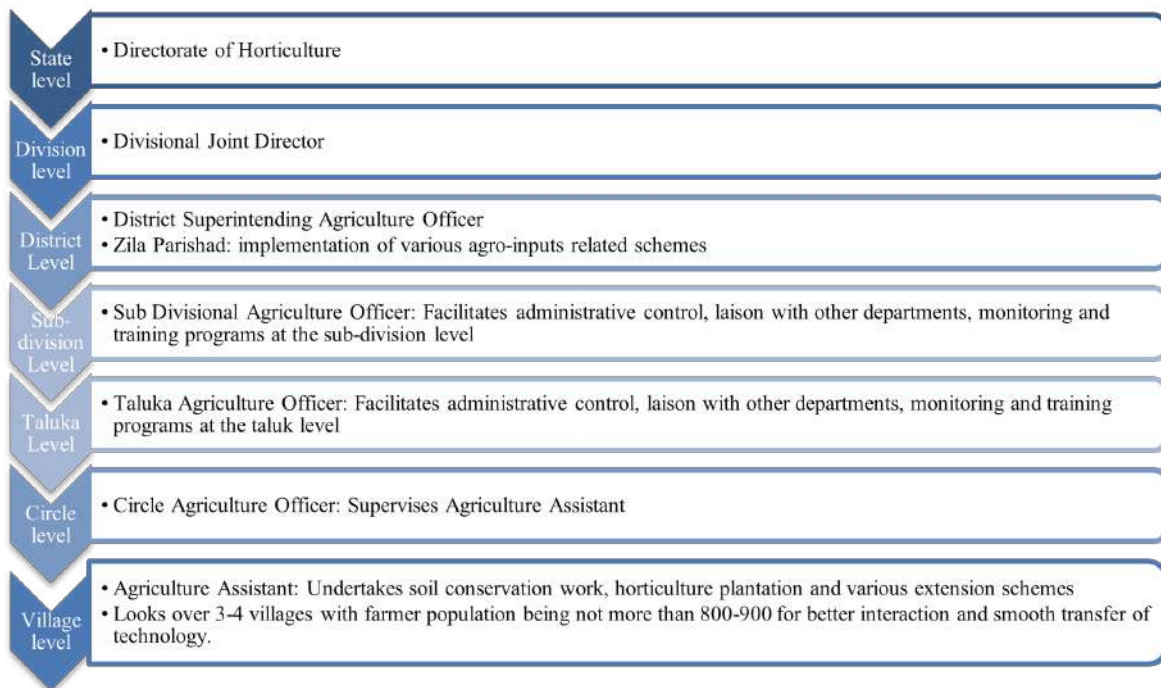 State
level
• Directorate of Horticulture
Division
level
• Divisional Joint Director
District
Level
• District Superintending Agriculture Officer
• Zila Parishad: implementation of various agro-inputs related schemes
Sub-
division
Level
• Sub Divisional Agriculture Officer: Facilitates administrative control, liaison with other departments, monitoring and
training programs at the sub-division level
Taluka
Level
• Taluka Agriculture Officer: Facilitates administrative control, liaison with other departments, monitoring and training
programs at the taluk level
Circle
level
• Circle Agriculture Officer: Supervises Agriculture Assistant
Village
level
• Agriculture Assistant: Undertakes soil conservation work, horticulture plantation and various extension schemes
• Looks over 3-4 villages with farmer population being not more than 800-900 for better interaction and smooth transfer of
technology.